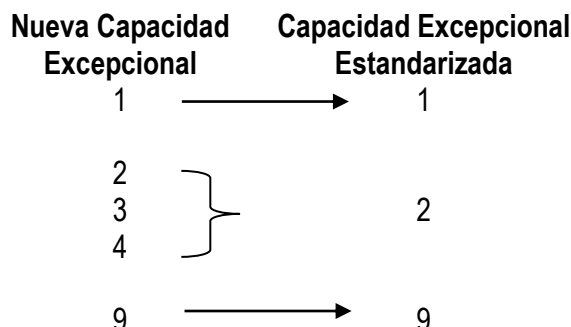 Nueva Capacidad Excepcional
Capacidad Excepcional Estandarizada
1 1
2
3 2
4
9 9